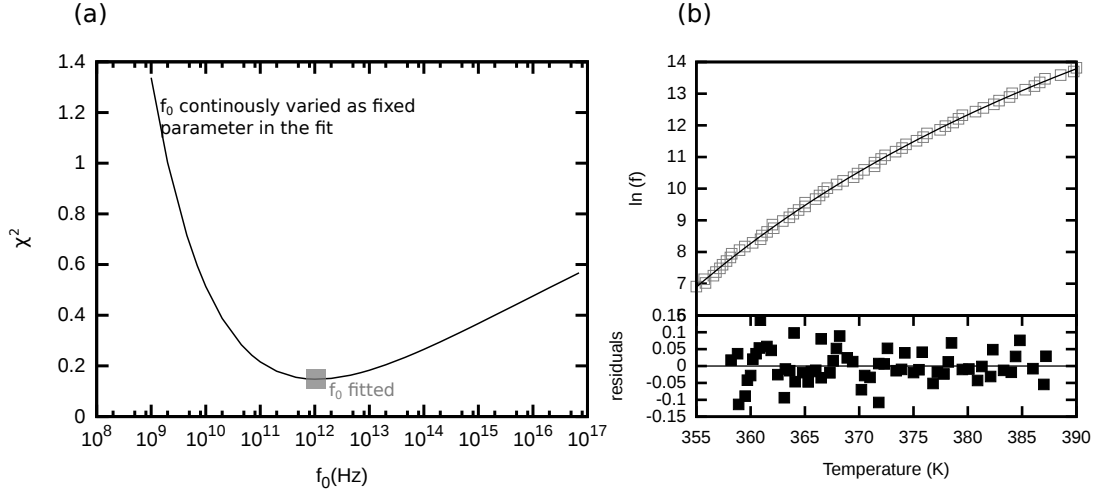 (a)
1.4
1.2
1
0.8
0.6
0.4
0.2
0
χ²
f₀ continously varied as fixed
parameter in the fit
f₀ fitted
10⁸ 10⁹ 10¹⁰ 10¹¹ 10¹² 10¹³ 10¹⁴ 10¹⁵ 10¹⁶ 10¹⁷
f₀(Hz)
(b)
14
13
12
11
10
9
8
7
6
ln (f)
0.15
0.1
0.05
0
-0.05
-0.1
-0.15
residuals
355 360 365 370 375 380 385 390
Temperature (K)